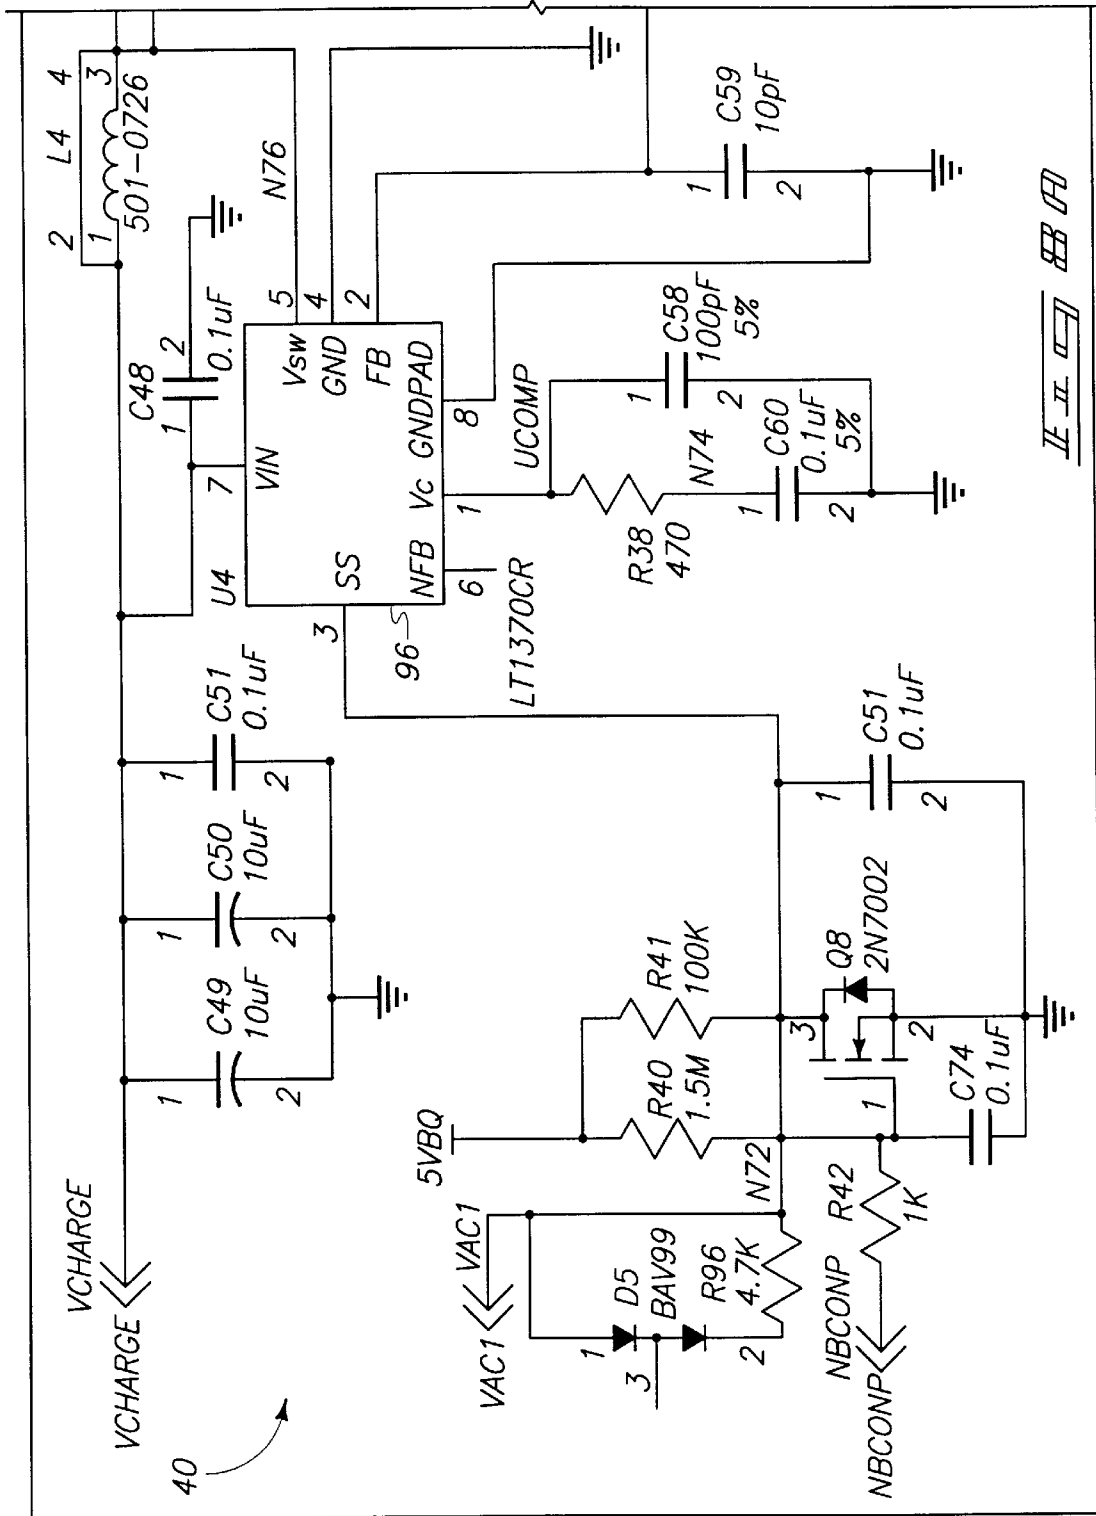 2 L4 4
1 3
501-0726
C48
1 2
0.1uF
N76
7
VIN
U4
Vsw
5
GND
4
FB
2
GNDPAD
8
Vc
1
NFB
6
SS
3
96
LT1370CR
UCOMP
C59
10pF
1
2
C58
100pF
5%
1
2
R38
470
N74
C60
0.1uF
5%
1
2
C51
0.1uF
1
2
C50
10uF
1
2
C49
10uF
1
2
VCHARGE
VCHARGE
40
5VBQ
R41
100K
R40
1.5M
N72
VAC1
VAC1
D5
BAV99
1
3
2
R96
4.7K
Q8
2N7002
3
2
1
C51
0.1uF
1
2
C74
0.1uF
R42
1K
NBCONP
NBCONP
FIG 8A